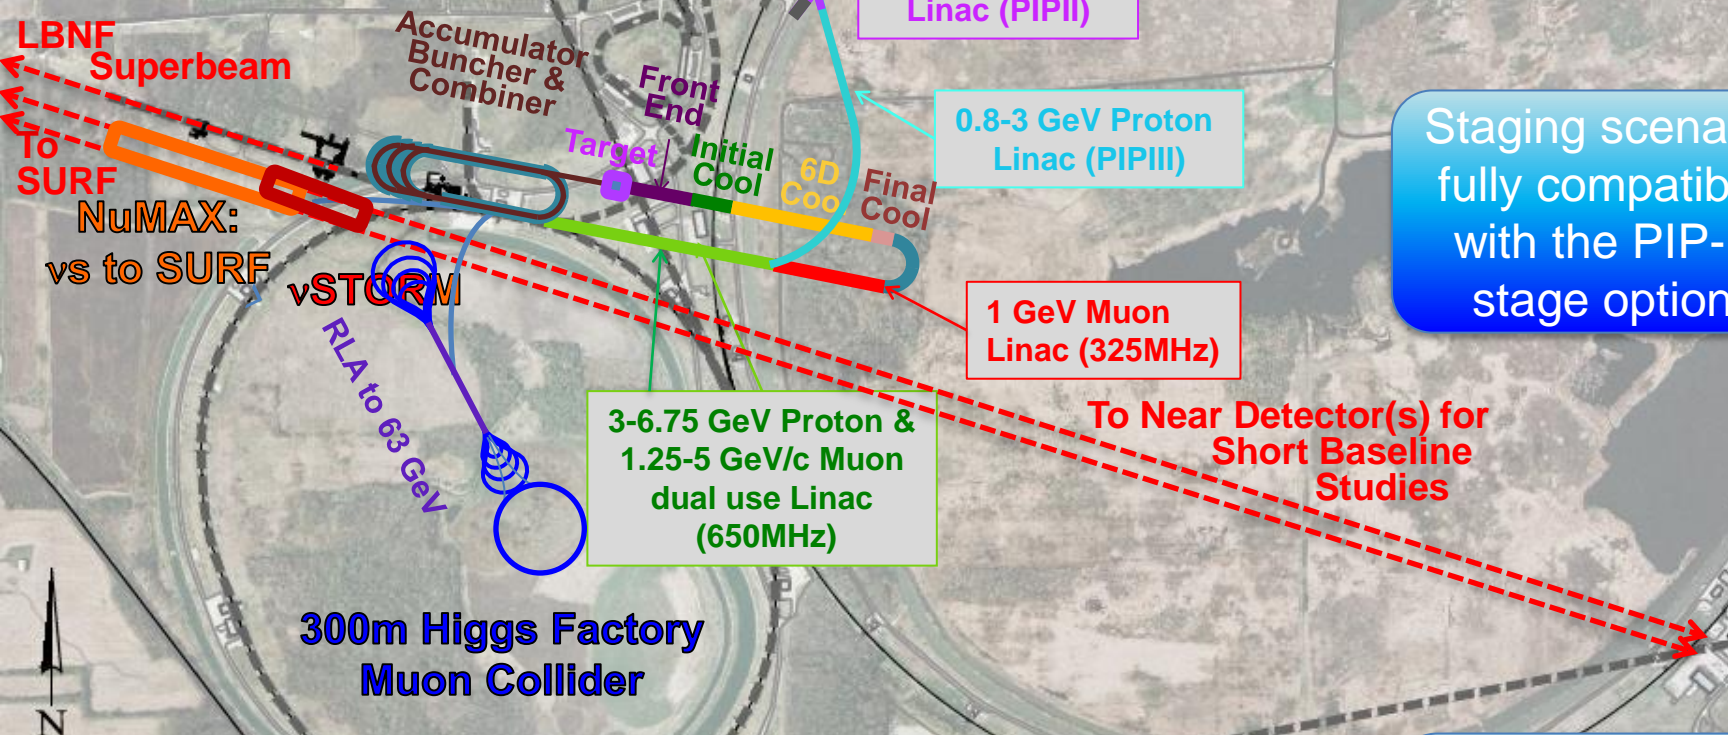 Linac (PIPII)
LBNF
Superbeam
Accumulator
Buncher &
Combiner
Front
End
Target
Initial
Cool
6D
Coo
Final
Cool
0.8-3 GeV Proton
Linac (PIPIII)
Staging scena
fully compatib
with the PIP-
stage option
To
SURF
NuMAX:
νs to SURF
νSTORM
RLA to 63 GeV
1 GeV Muon
Linac (325MHz)
3-6.75 GeV Proton &
1.25-5 GeV/c Muon
dual use Linac
(650MHz)
To Near Detector(s) for
Short Baseline
Studies
300m Higgs Factory
Muon Collider
N